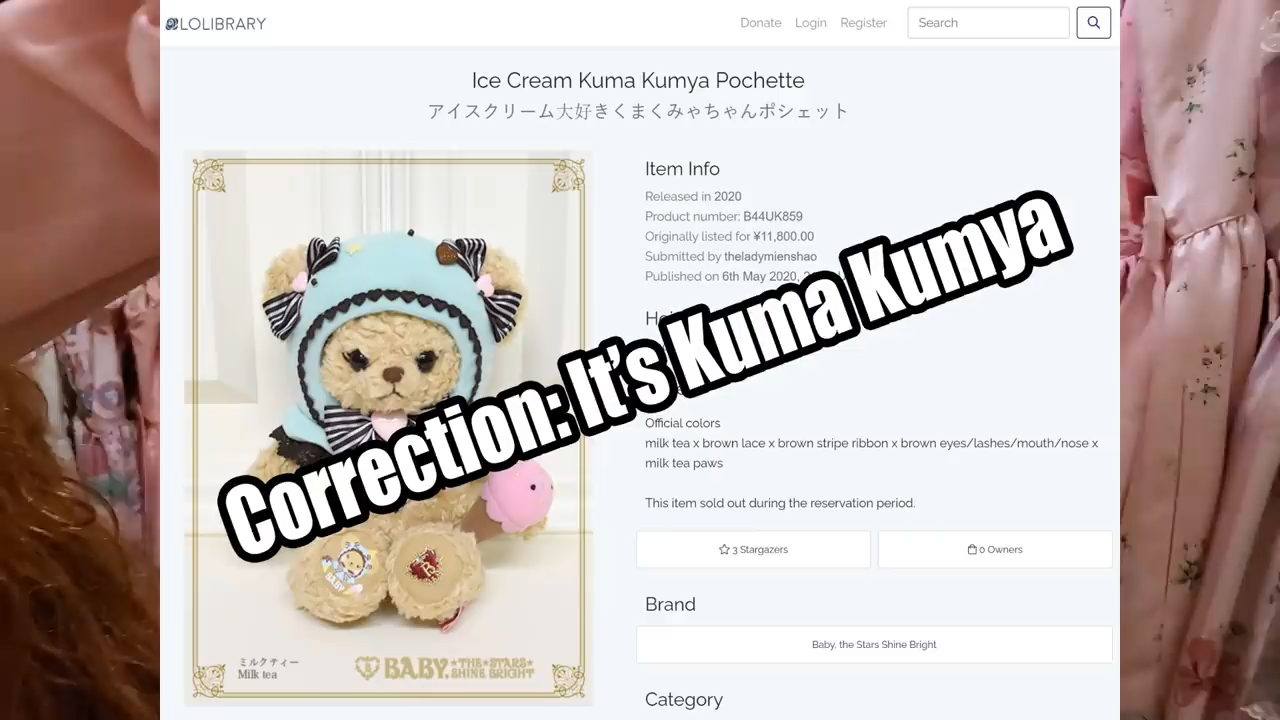 LOLIBRARY
Donate Login Register Search
Ice Cream Kuma Kumya Pochette
アイスクリーム大好きくまくみゃちゃんポシェット
Item Info
Released in 2020
Product number: B44UK859
Originally listed for ¥11,800.00
Submitted by theladymienshao
Published on 6th May 2020,
Correction: It's Kuma Kumya
Official colors
milk tea x brown lace x brown stripe ribbon x brown eyes/lashes/mouth/nose x
milk tea paws
This item sold out during the reservation period.
3 Stargazers
0 Owners
Brand
Baby, the Stars Shine Bright
Category
ミルクティー
Milk tea
BABY, THE STARS SHINE BRIGHT